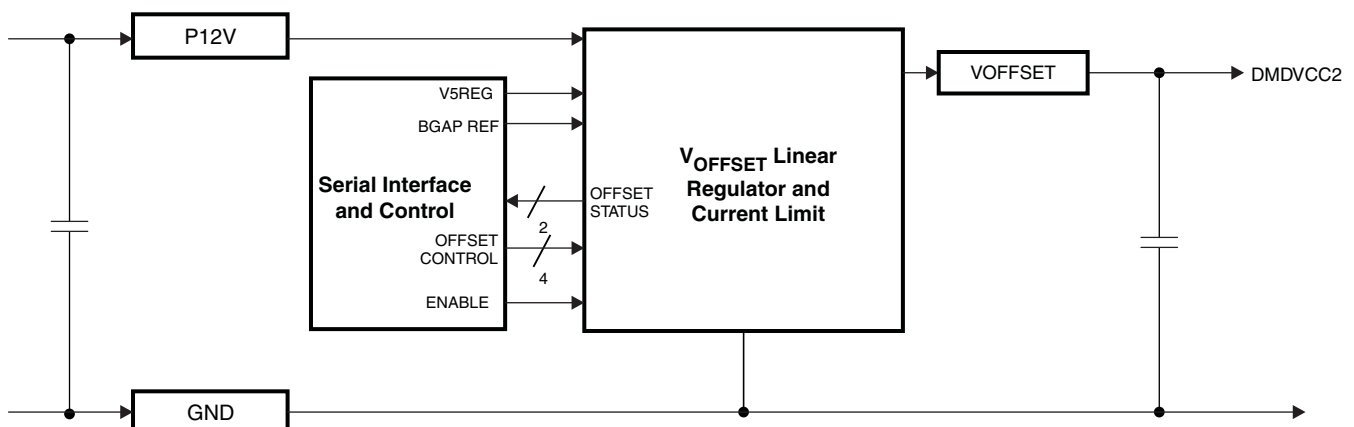 P12V
V5REG
BGAP REF
Serial Interface
and Control
OFFSET
CONTROL
ENABLE
2
4
OFFSET
STATUS
VOFFSET Linear
Regulator and
Current Limit
VOFFSET
DMDVCC2
GND